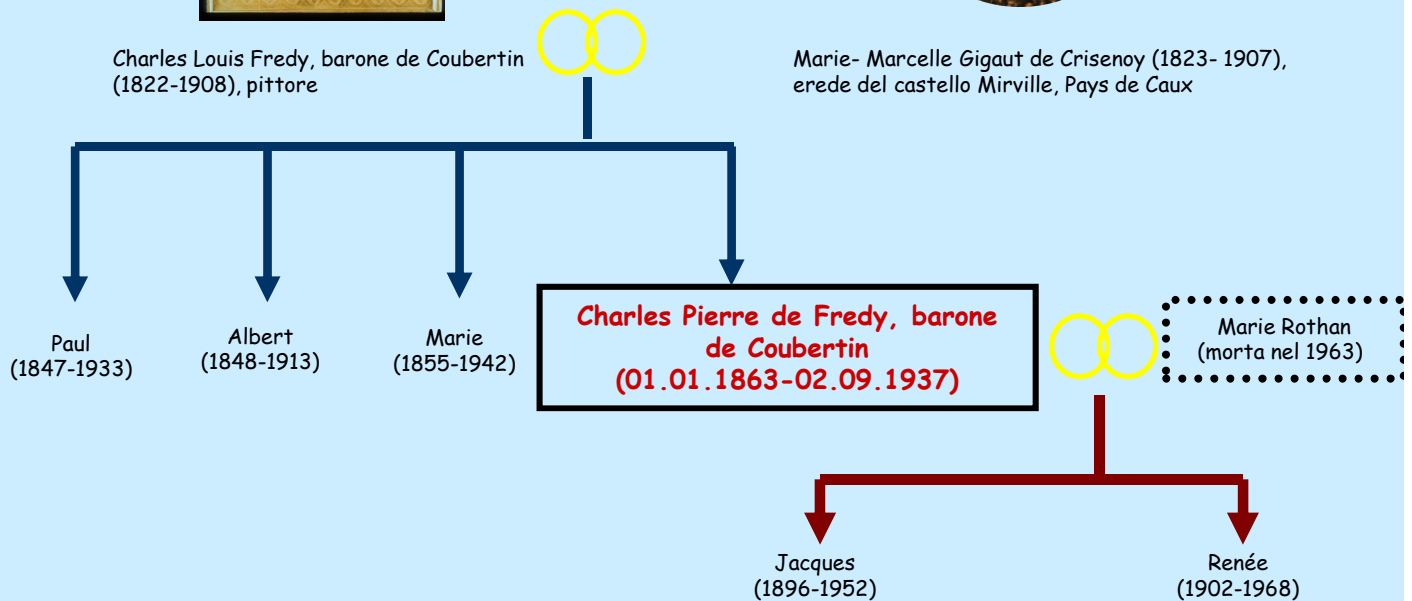 Charles Louis Fredy, barone de Coubertin
(1822-1908), pittore
Marie- Marcelle Gigaut de Crisenoy (1823- 1907),
erede del castello Mirville, Pays de Caux
Paul
(1847-1933)
Albert
(1848-1913)
Marie
(1855-1942)
Charles Pierre de Fredy, barone
de Coubertin
(01.01.1863-02.09.1937)
Marie Rothan
(morta nel 1963)
Jacques
(1896-1952)
Renée
(1902-1968)